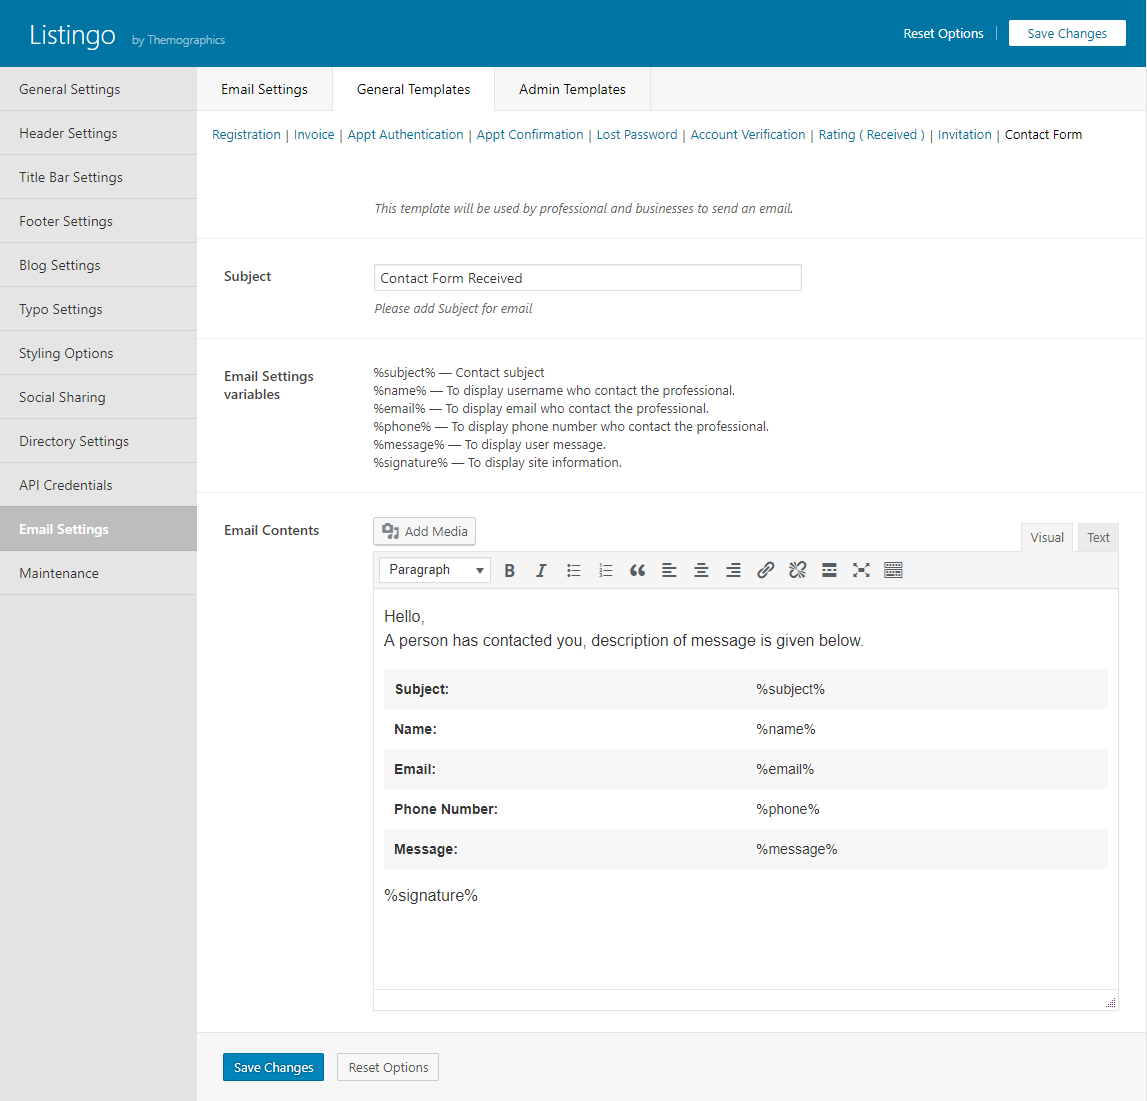 Listingo by Themographics
Reset Options | Save Changes
General Settings
Header Settings
Title Bar Settings
Footer Settings
Blog Settings
Typo Settings
Styling Options
Social Sharing
Directory Settings
API Credentials
Email Settings
Maintenance
Email Settings General Templates Admin Templates
Registration | Invoice | Appt Authentication | Appt Confirmation | Lost Password | Account Verification | Rating ( Received ) | Invitation | Contact Form
This template will be used by professional and businesses to send an email.
Subject
Contact Form Received
Please add Subject for email
Email Settings
variables
%subject% — Contact subject
%name% — To display username who contact the professional.
%email% — To display email who contact the professional.
%phone% — To display phone number who contact the professional.
%message% — To display user message.
%signature% — To display site information.
Email Contents
Add Media
Visual Text
Paragraph
Hello,
A person has contacted you, description of message is given below.
Subject: %subject%
Name: %name%
Email: %email%
Phone Number: %phone%
Message: %message%
%signature%
Save Changes Reset Options